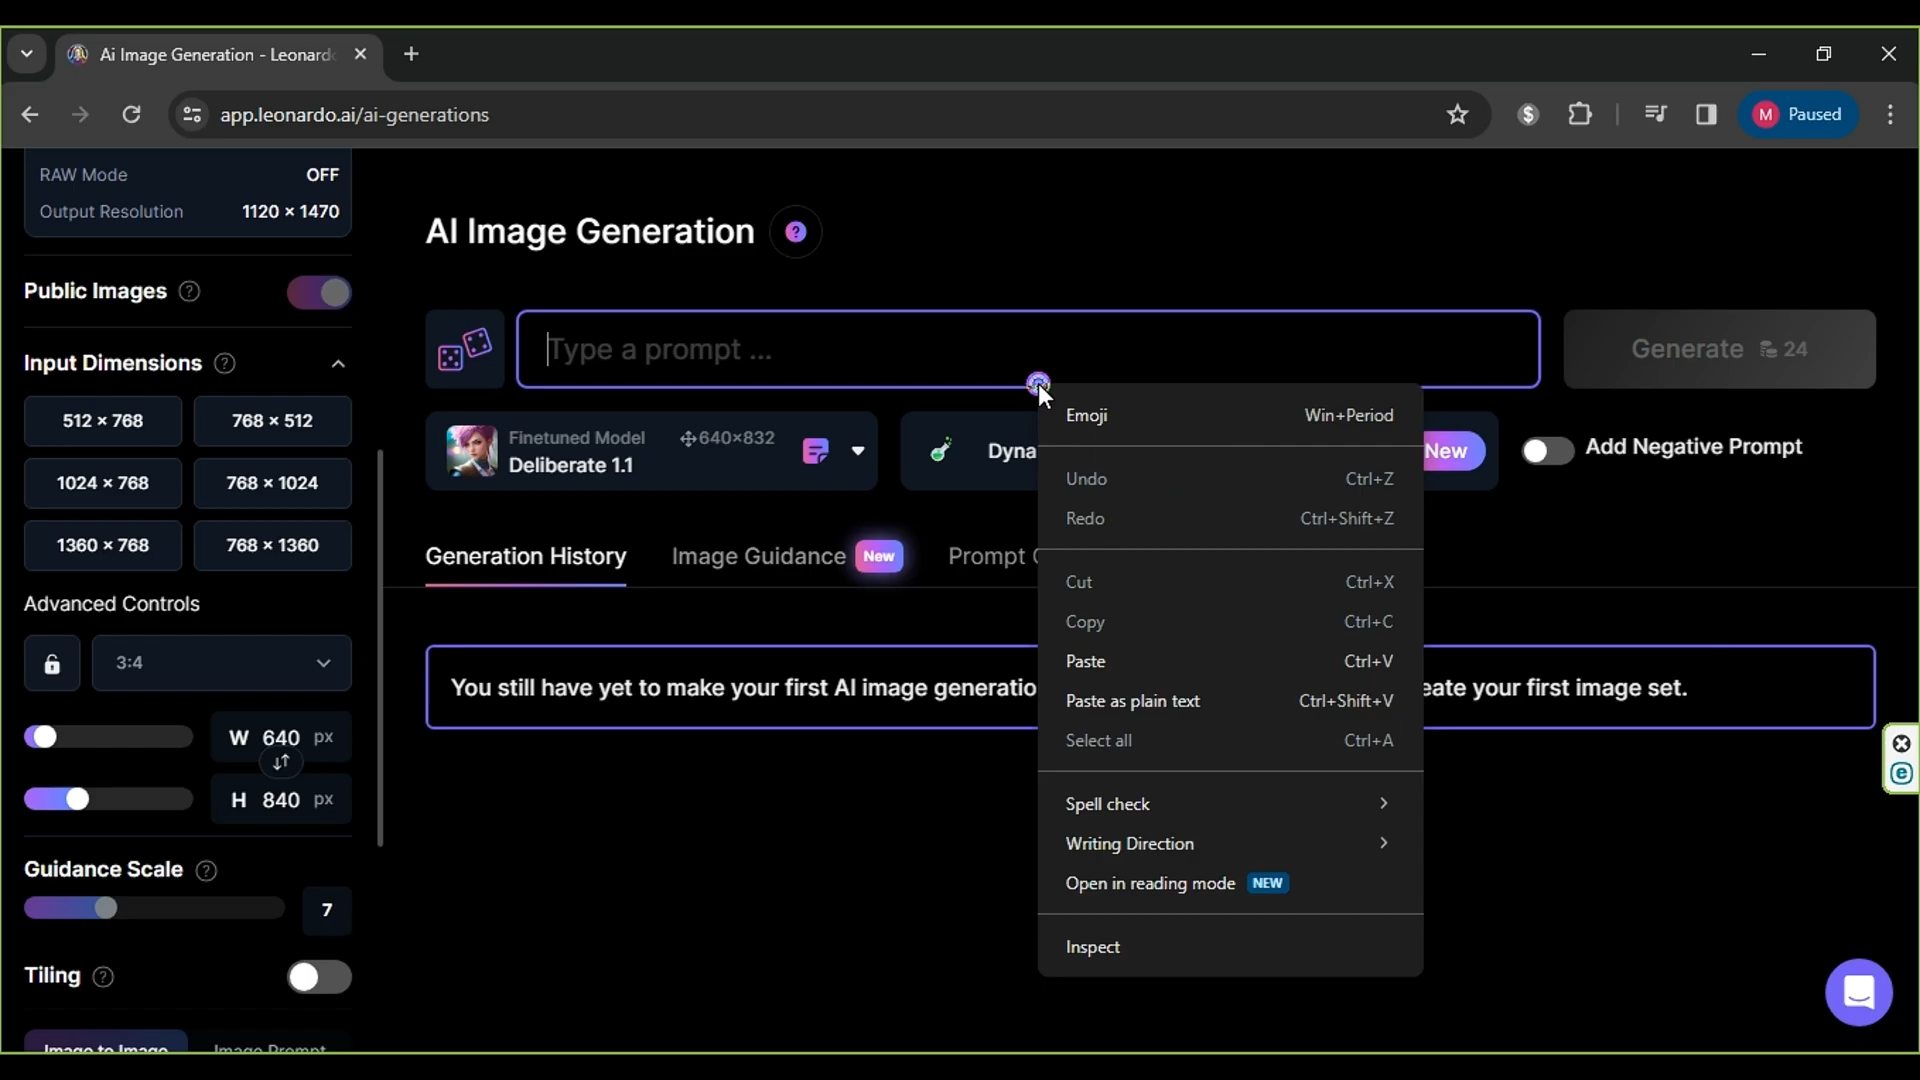 Ai Image Generation - Leonard
app.leonardo.ai/ai-generations
M Paused
RAW Mode OFF
Output Resolution 1120 × 1470
Public Images ?
Input Dimensions ?
512 × 768 768 × 512
1024 × 768 768 × 1024
1360 × 768 768 × 1360
Advanced Controls
3:4
W 640 px
H 840 px
Guidance Scale ?
7
Tiling ?
Image to Image Image Prompt
AI Image Generation ?
Type a prompt ...
Generate 24
Finetuned Model 640×832
Deliberate 1.1
Dyna
New
Add Negative Prompt
Generation History Image Guidance New Prompt
You still have yet to make your first AI image generatio
eate your first image set.
Emoji Win+Period
Undo Ctrl+Z
Redo Ctrl+Shift+Z
Cut Ctrl+X
Copy Ctrl+C
Paste Ctrl+V
Paste as plain text Ctrl+Shift+V
Select all Ctrl+A
Spell check
Writing Direction
Open in reading mode NEW
Inspect